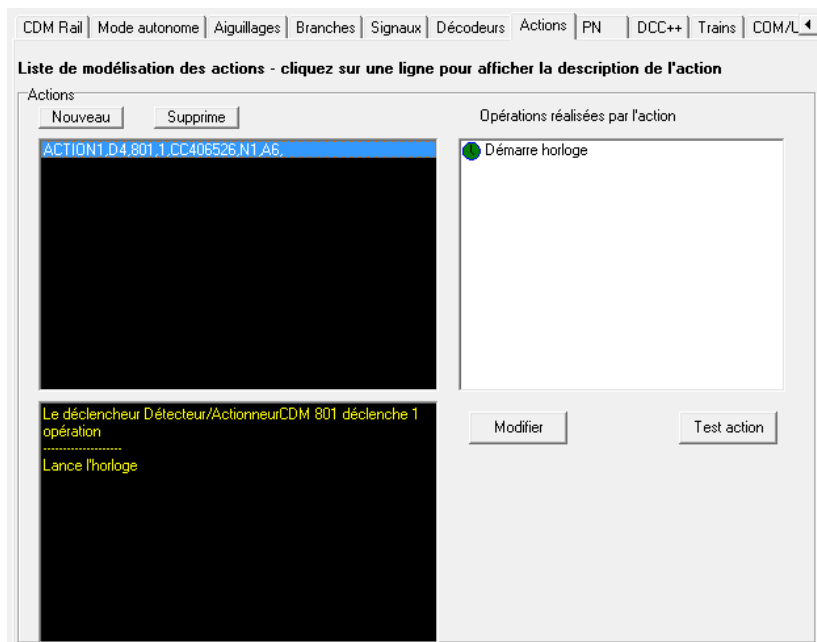 CDM Rail Mode autonome Aiguillages Branches Signaux Décodeurs Actions PN DCC++ Trains COM/L
Liste de modélisation des actions - cliquez sur une ligne pour afficher la description de l'action
Actions
Nouveau Supprime Opérations réalisées par l'action
ACTION1,D4,801,1,CC406526,N1,A6, Démarre horloge
Le déclencheur Détecteur/ActionneurCDM 801 déclenche 1
opération
--------------------
Lance l'horloge
Modifier Test action